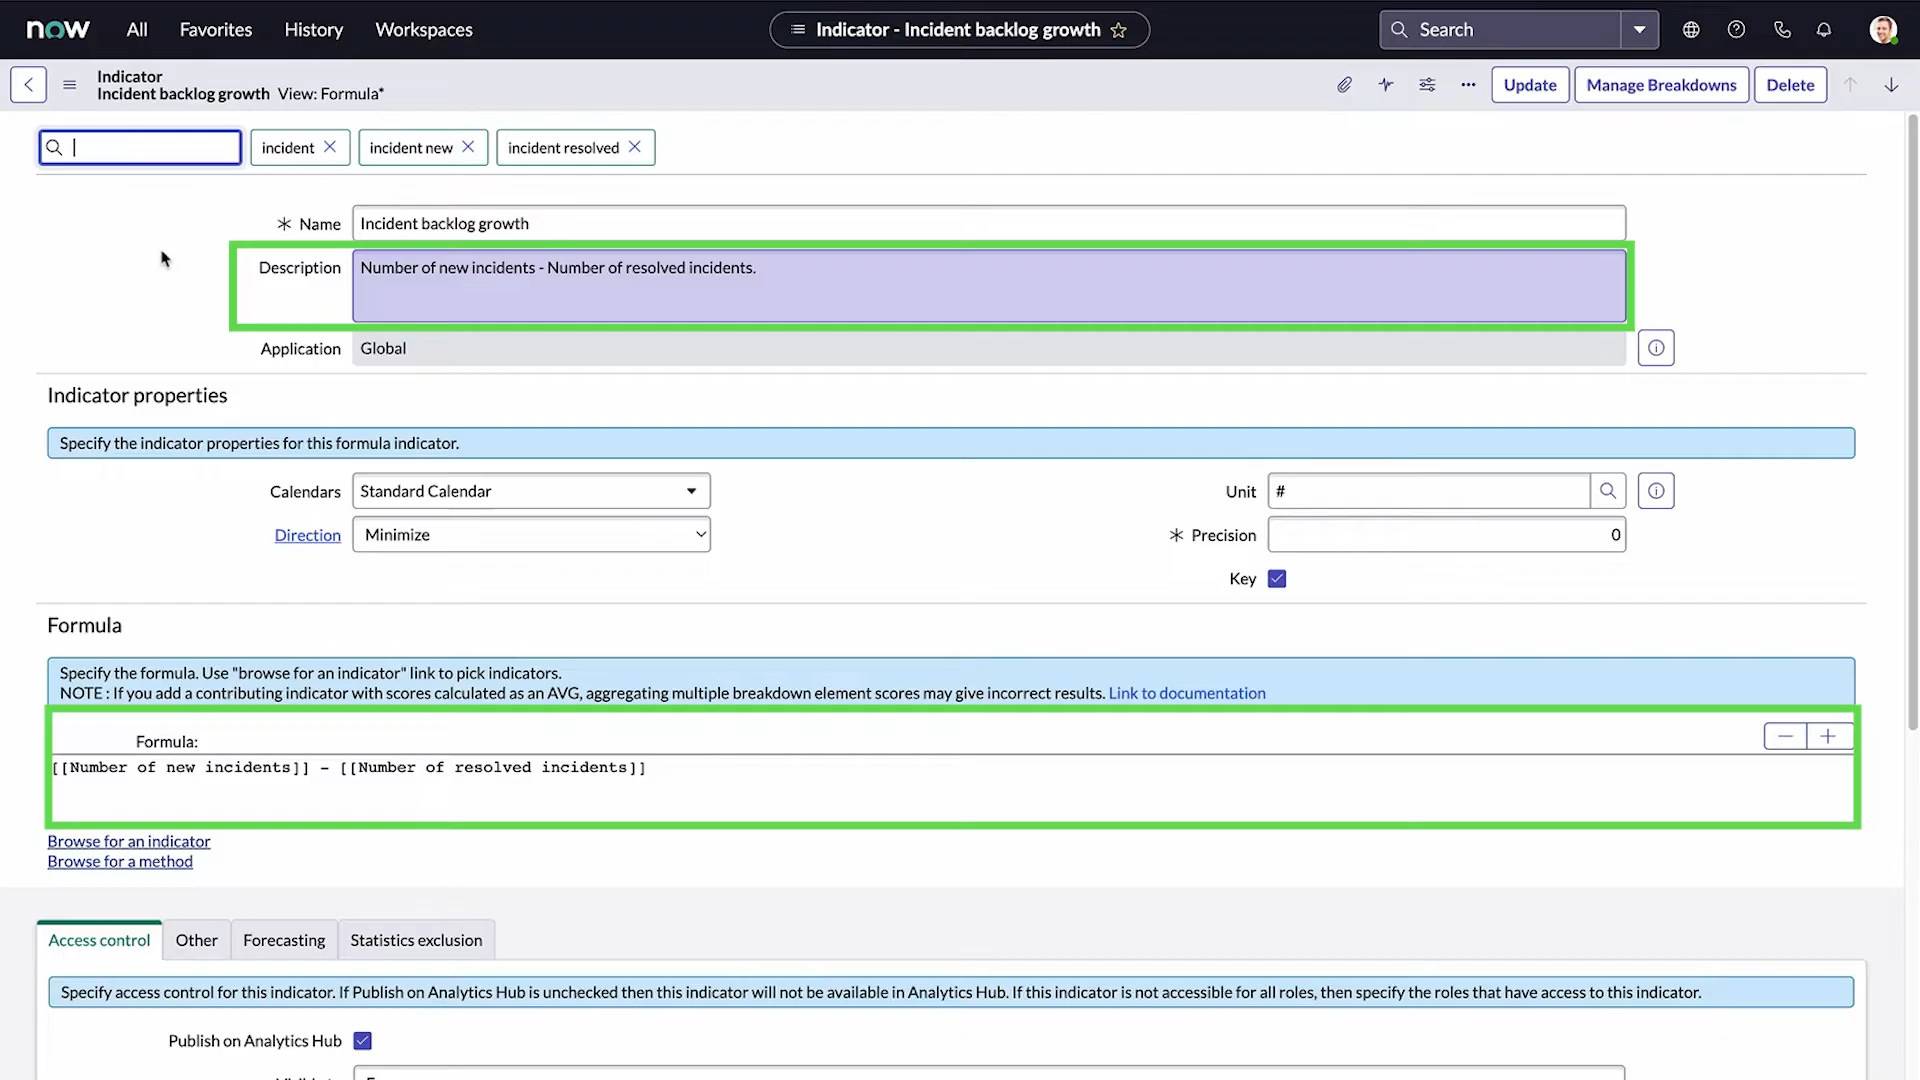 now All Favorites History Workspaces Indicator - Incident backlog growth Search
Indicator
Incident backlog growth View: Formula*
Update Manage Breakdowns Delete
incident incident new incident resolved
Name Incident backlog growth
Description Number of new incidents - Number of resolved incidents.
Application Global
Indicator properties
Specify the indicator properties for this formula indicator.
Calendars Standard Calendar Unit #
Direction Minimize Precision 0
Key
Formula
Specify the formula. Use "browse for an indicator" link to pick indicators.
NOTE : If you add a contributing indicator with scores calculated as an AVG, aggregating multiple breakdown element scores may give incorrect results. Link to documentation
Formula:
[[Number of new incidents]] - [[Number of resolved incidents]]
Browse for an indicator
Browse for a method
Access control Other Forecasting Statistics exclusion
Specify access control for this indicator. If Publish on Analytics Hub is unchecked then this indicator will not be available in Analytics Hub. If this indicator is not accessible for all roles, then specify the roles that have access to this indicator.
Publish on Analytics Hub